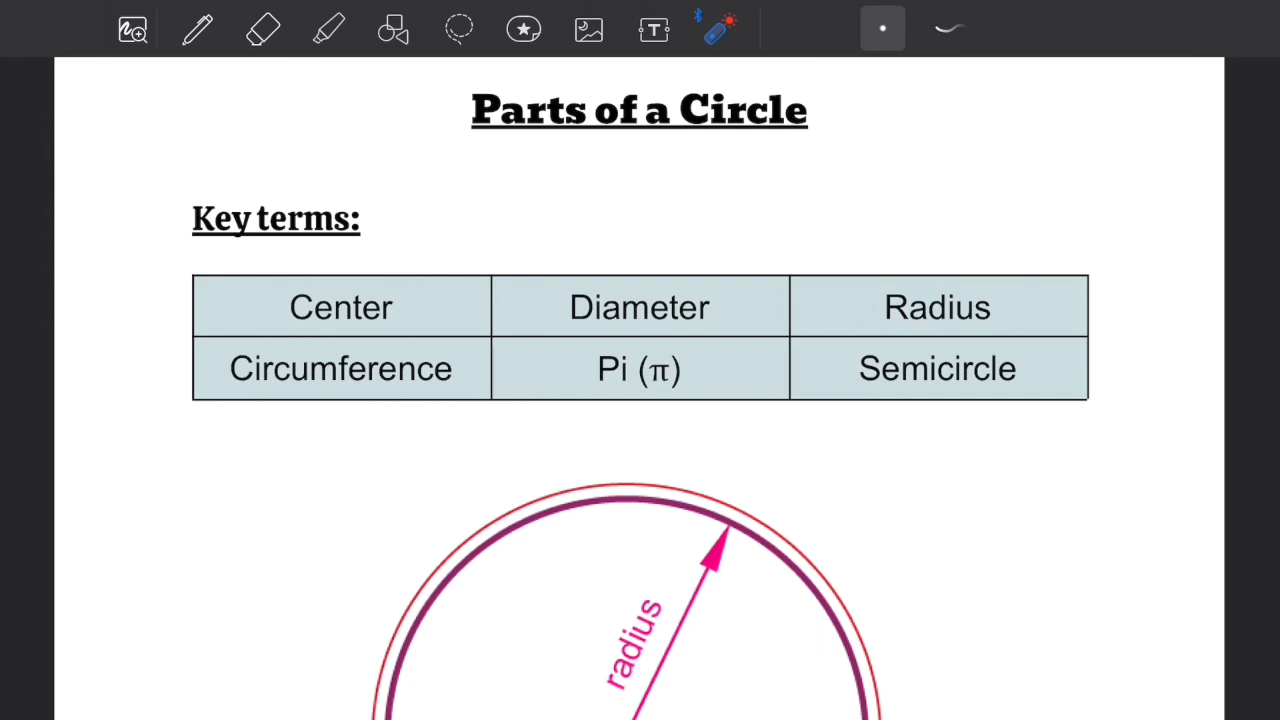 Parts of a Circle
Key terms:
Center Diameter Radius
Circumference Pi (π) Semicircle
radius